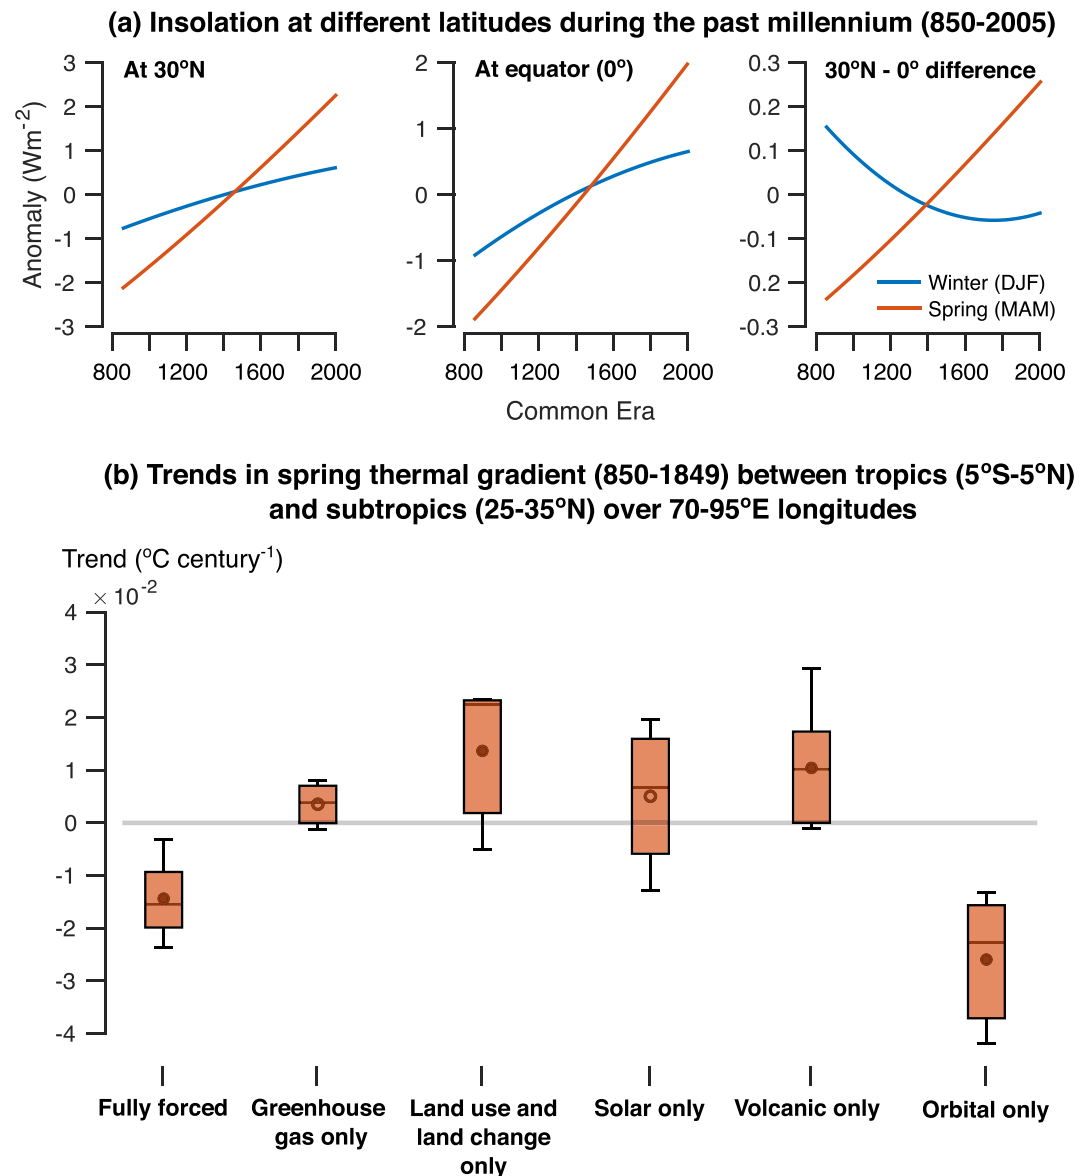 (a) Insolation at different latitudes during the past millennium (850-2005)
At 30°N
At equator (0°)
30°N - 0° difference
Anomaly (Wm⁻²)
3
2
1
0
-1
-2
-3
2
1
0
-1
-2
0.3
0.2
0.1
0
-0.1
0.2
-0.3
Winter (DJF)
Spring (MAM)
800 1200 1600 2000
800 1200 1600 2000
800 1200 1600 2000
Common Era
(b) Trends in spring thermal gradient (850-1849) between tropics (5°S-5°N)
and subtropics (25-35°N) over 70-95°E longitudes
Trend (°C century⁻¹)
× 10⁻²
4
3
2
1
0
-1
-2
-3
-4
Fully forced
Greenhouse
gas only
Land use and
land change
only
Solar only
Volcanic only
Orbital only